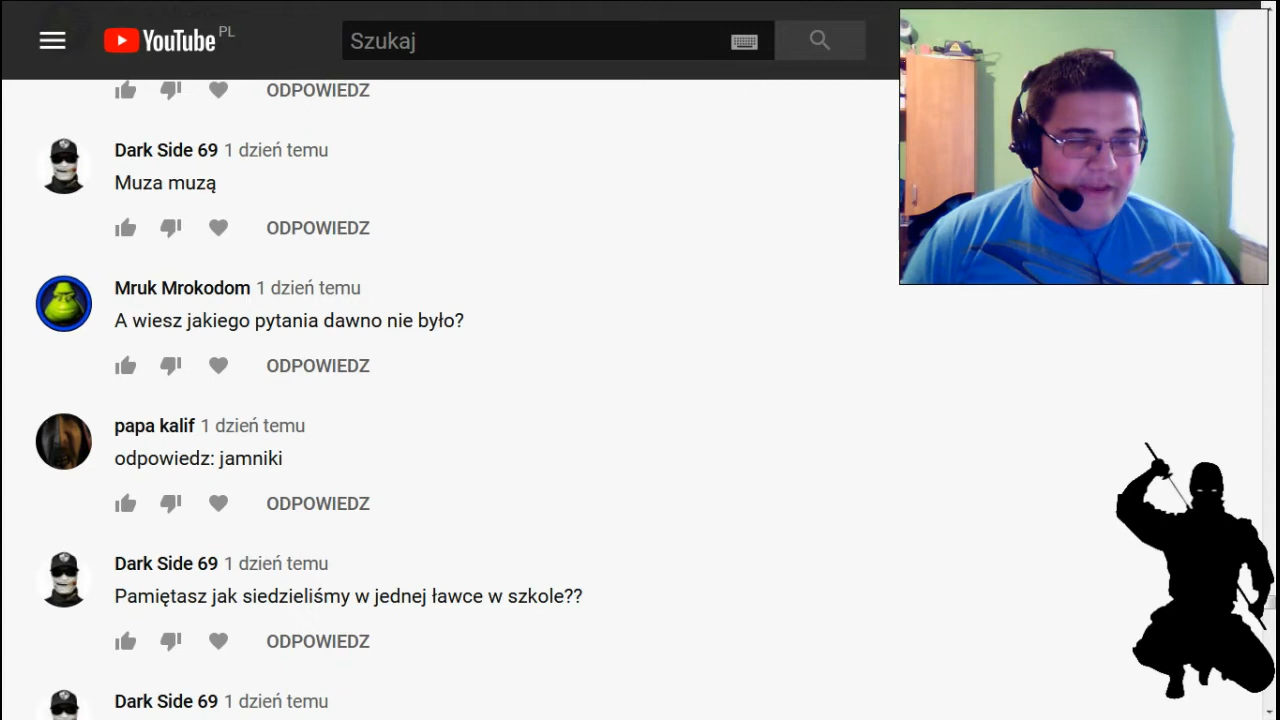 YouTube PL
Szukaj
ODPOWIEDZ
Dark Side 69 1 dzień temu
Muza muzą
ODPOWIEDZ
Mruk Mrokodom 1 dzień temu
A wiesz jakiego pytania dawno nie było?
ODPOWIEDZ
papa kalif 1 dzień temu
odpowiedz: jamniki
ODPOWIEDZ
Dark Side 69 1 dzień temu
Pamiętasz jak siedzieliśmy w jednej ławce w szkole??
ODPOWIEDZ
Dark Side 69 1 dzień temu